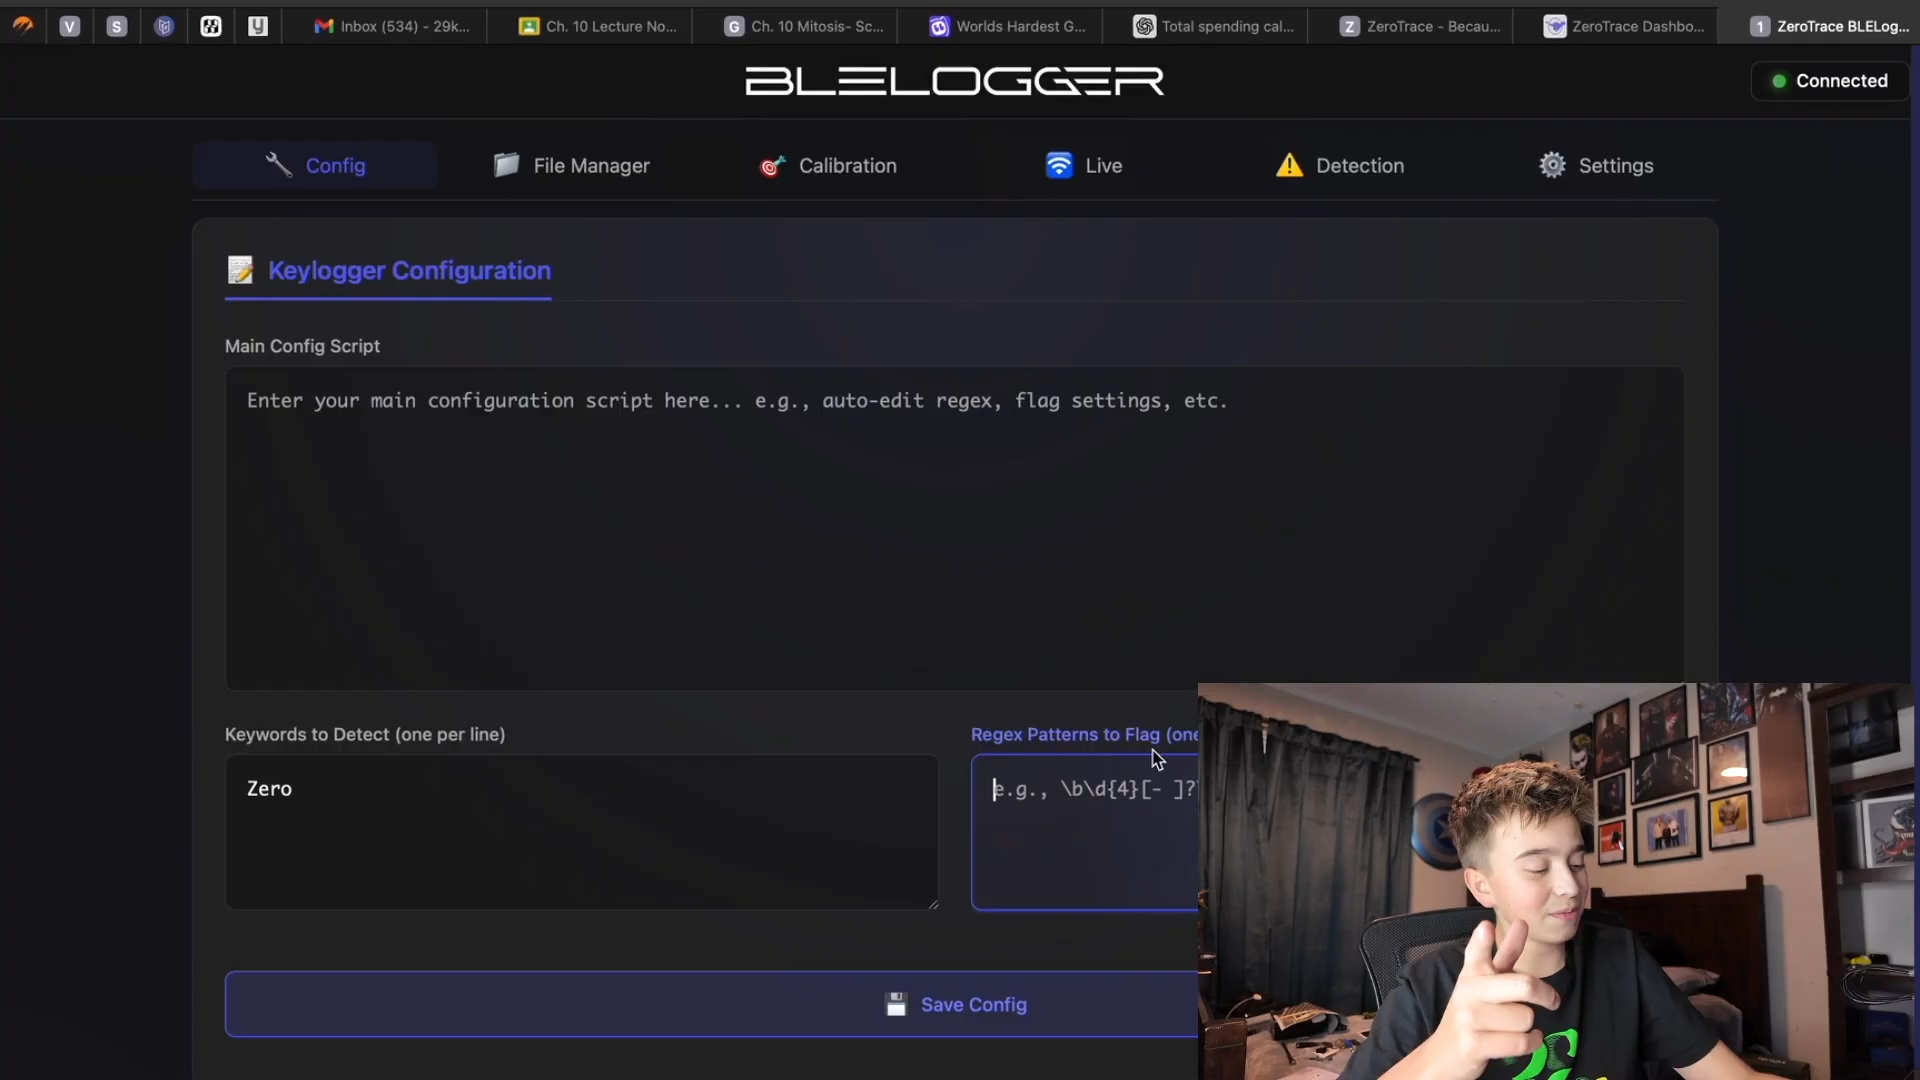 V
S
y
Inbox (534) - 29k...
Ch. 10 Lecture No...
G
Ch. 10 Mitosis- Sc...
Worlds Hardest G...
Total spending cal...
Z
ZeroTrace - Becau...
ZeroTrace Dashbo...
1
ZeroTrace BLELog...
BLELOGGER
Connected
Config
File Manager
Calibration
Live
Detection
Settings
Keylogger Configuration
Main Config Script
Enter your main configuration script here... e.g., auto-edit regex, flag settings, etc.
Keywords to Detect (one per line)
Regex Patterns to Flag (one
Zero
e.g., \b\d{4}[- ]?
Save Config